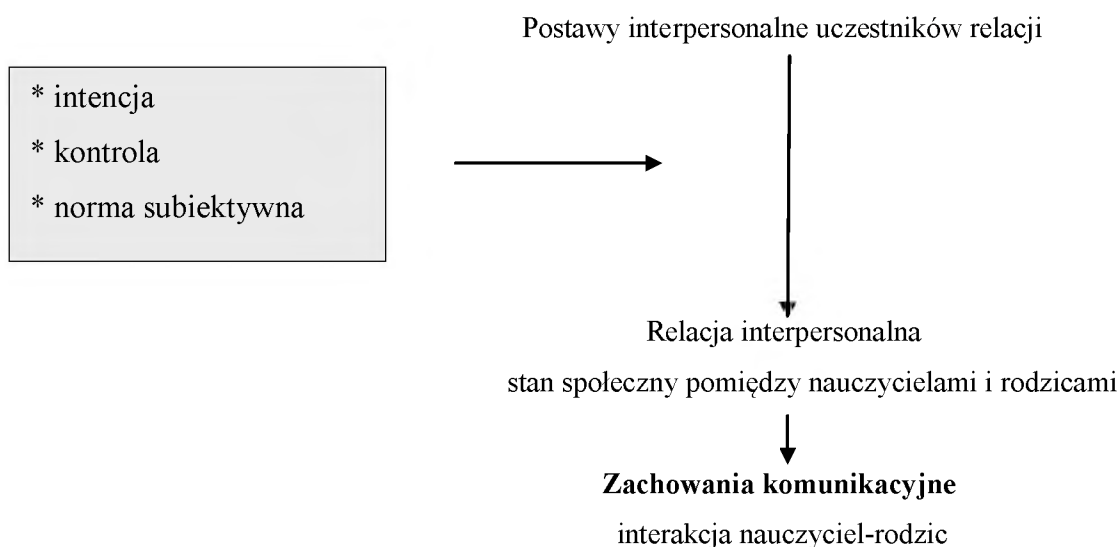 Postawy interpersonalne uczestników relacji
* intencja
* kontrola
* norma subiektywna
Relacja interpersonalna
stan społeczny pomiędzy nauczycielami i rodzicami
Zachowania komunikacyjne
interakcja nauczyciel-rodzic